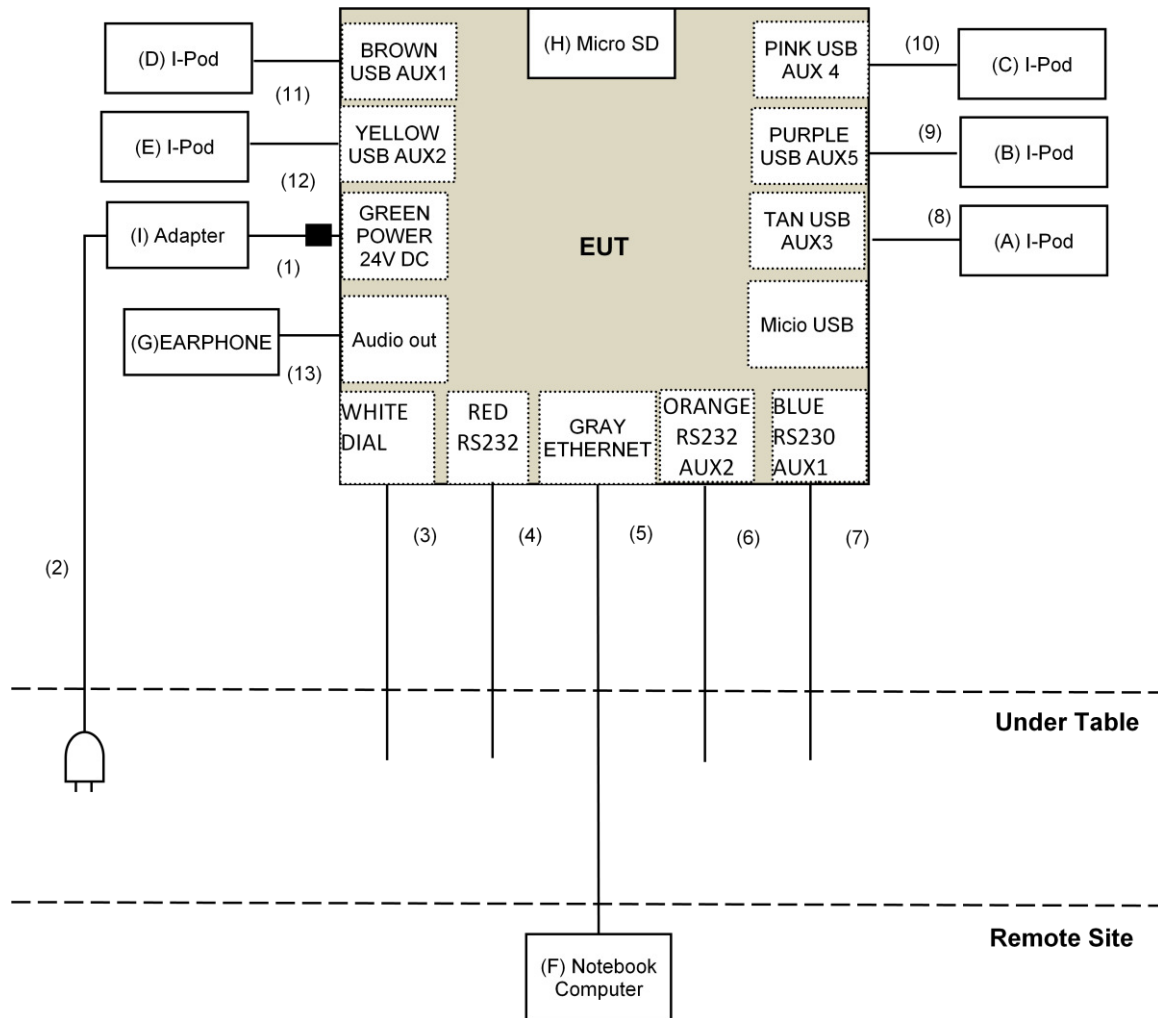 (H) Micro SD
(D) I-Pod
BROWN
USB AUX1
PINK USB
AUX 4
(10)
(C) I-Pod
(11)
(E) I-Pod
YELLOW
USB AUX2
PURPLE
USB AUX5
(9)
(B) I-Pod
(12)
(I) Adapter
GREEN
POWER
24V DC
EUT
TAN USB
AUX3
(8)
(A) I-Pod
(1)
(G)EARPHONE
Audio out
Micio USB
(13)
WHITE
DIAL
RED
RS232
GRAY
ETHERNET
ORANGE
RS232
AUX2
BLUE
RS230
AUX1
(2)
(3)
(4)
(5)
(6)
(7)
Under Table
Remote Site
(F) Notebook
Computer